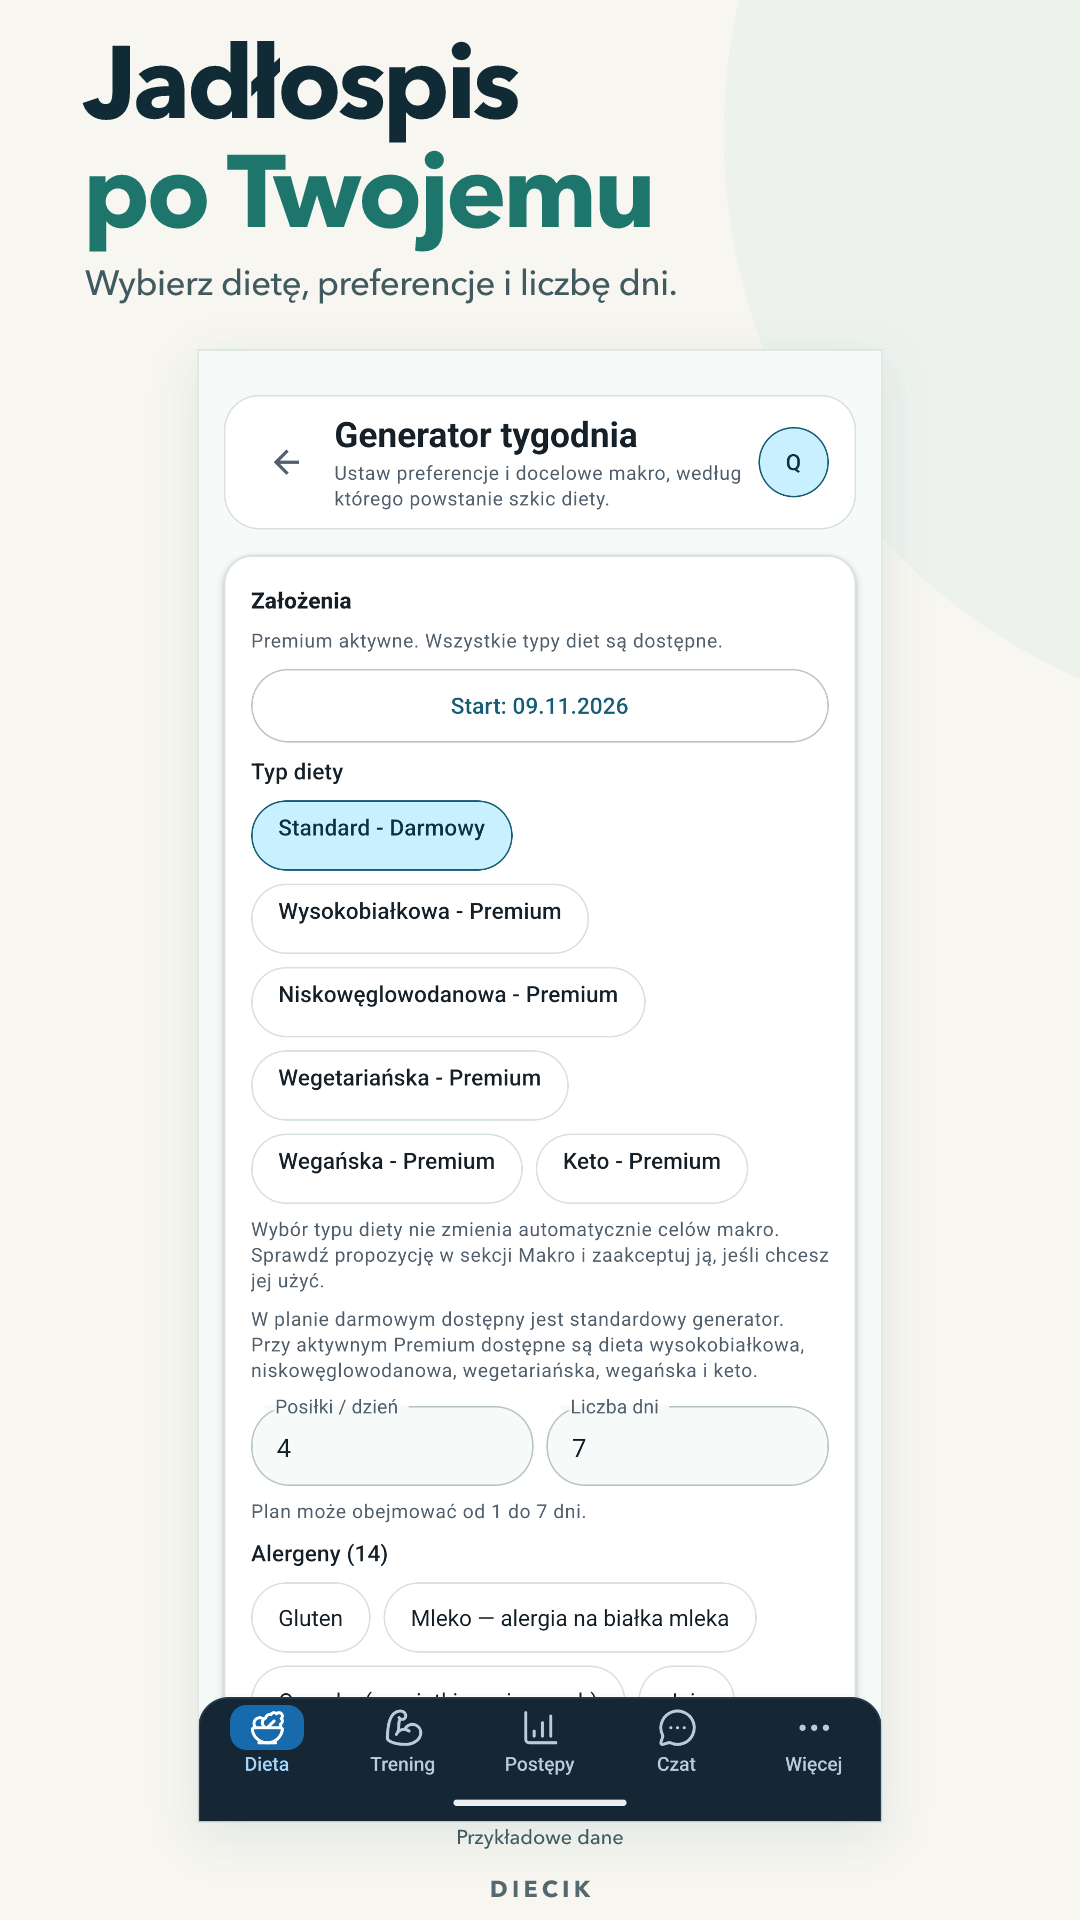 Jadłospis
po Twojemu
Wybierz dietę, preferencje i liczbę dni.
Generator tygodnia
Ustaw preferencje i docelowe makro, według
którego powstanie szkic diety.
Q
Założenia
Premium aktywne. Wszystkie typy diet są dostępne.
Start: 09.11.2026
Typ diety
Standard - Darmowy
Wysokobiałkowa - Premium
Niskowęglowodanowa - Premium
Wegetariańska - Premium
Wegańska - Premium
Keto - Premium
Wybór typu diety nie zmienia automatycznie celów makro.
Sprawdź propozycję w sekcji Makro i zaakceptuj ją, jeśli chcesz
jej użyć.
W planie darmowym dostępny jest standardowy generator.
Przy aktywnym Premium dostępne są dieta wysokobiałkowa,
niskowęglowodanowa, wegetariańska, wegańska i keto.
Posiłki / dzień
4
Liczba dni
7
Plan może obejmować od 1 do 7 dni.
Alergeny (14)
Gluten
Mleko — alergia na białka mleka
Dieta
Trening
Postępy
Czat
Więcej
Przykładowe dane
DIECIK